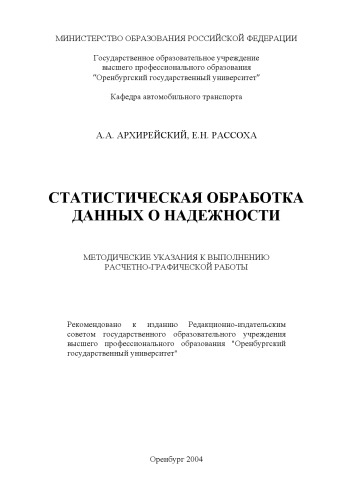 МИНИСТЕРСТВО ОБРАЗОВАНИЯ РОССИЙСКОЙ ФЕДЕРАЦИИ
Государственное образовательное учреждение
высшего профессионального образования
"Оренбургский государственный университет"
Кафедра автомобильного транспорта
А.А. АРХИРЕЙСКИЙ, Е.Н. РАССОХА
СТАТИСТИЧЕСКАЯ ОБРАБОТКА
ДАННЫХ О НАДЕЖНОСТИ
МЕТОДИЧЕСКИЕ УКАЗАНИЯ К ВЫПОЛНЕНИЮ
РАСЧЕТНО-ГРАФИЧЕСКОЙ РАБОТЫ
Рекомендовано к изданию Редакционно-издательским
советом государственного образовательного учреждения
высшего профессионального образования "Оренбургский
государственный университет"
Оренбург 2004